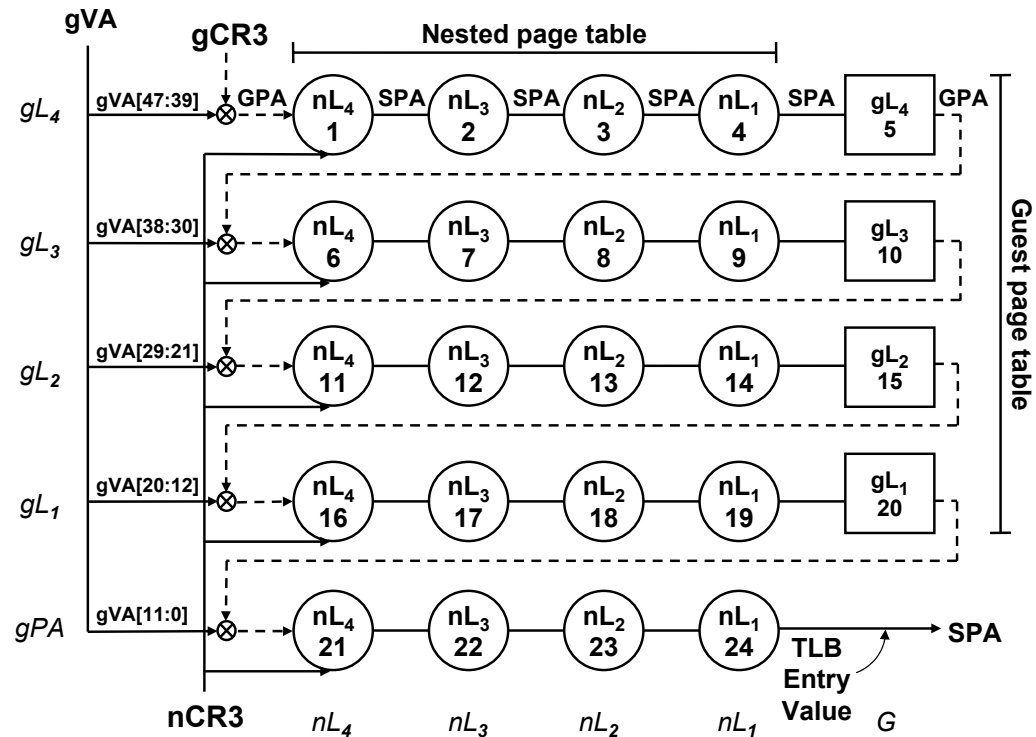 gVA
gCR3
Nested page table
gL4
gVA[47:39]
GPA
nL4
1
SPA
nL3
2
SPA
nL2
3
SPA
nL1
4
SPA
gL4
5
GPA
gL3
gVA[38:30]
nL4
6
nL3
7
nL2
8
nL1
9
gL3
10
Guest page table
gL2
gVA[29:21]
nL4
11
nL3
12
nL2
13
nL1
14
gL2
15
gL1
gVA[20:12]
nL4
16
nL3
17
nL2
18
nL1
19
gL1
20
gPA
gVA[11:0]
nL4
21
nL3
22
nL2
23
nL1
24
SPA
TLB
Entry
Value
nCR3
nL4
nL3
nL2
nL1
G